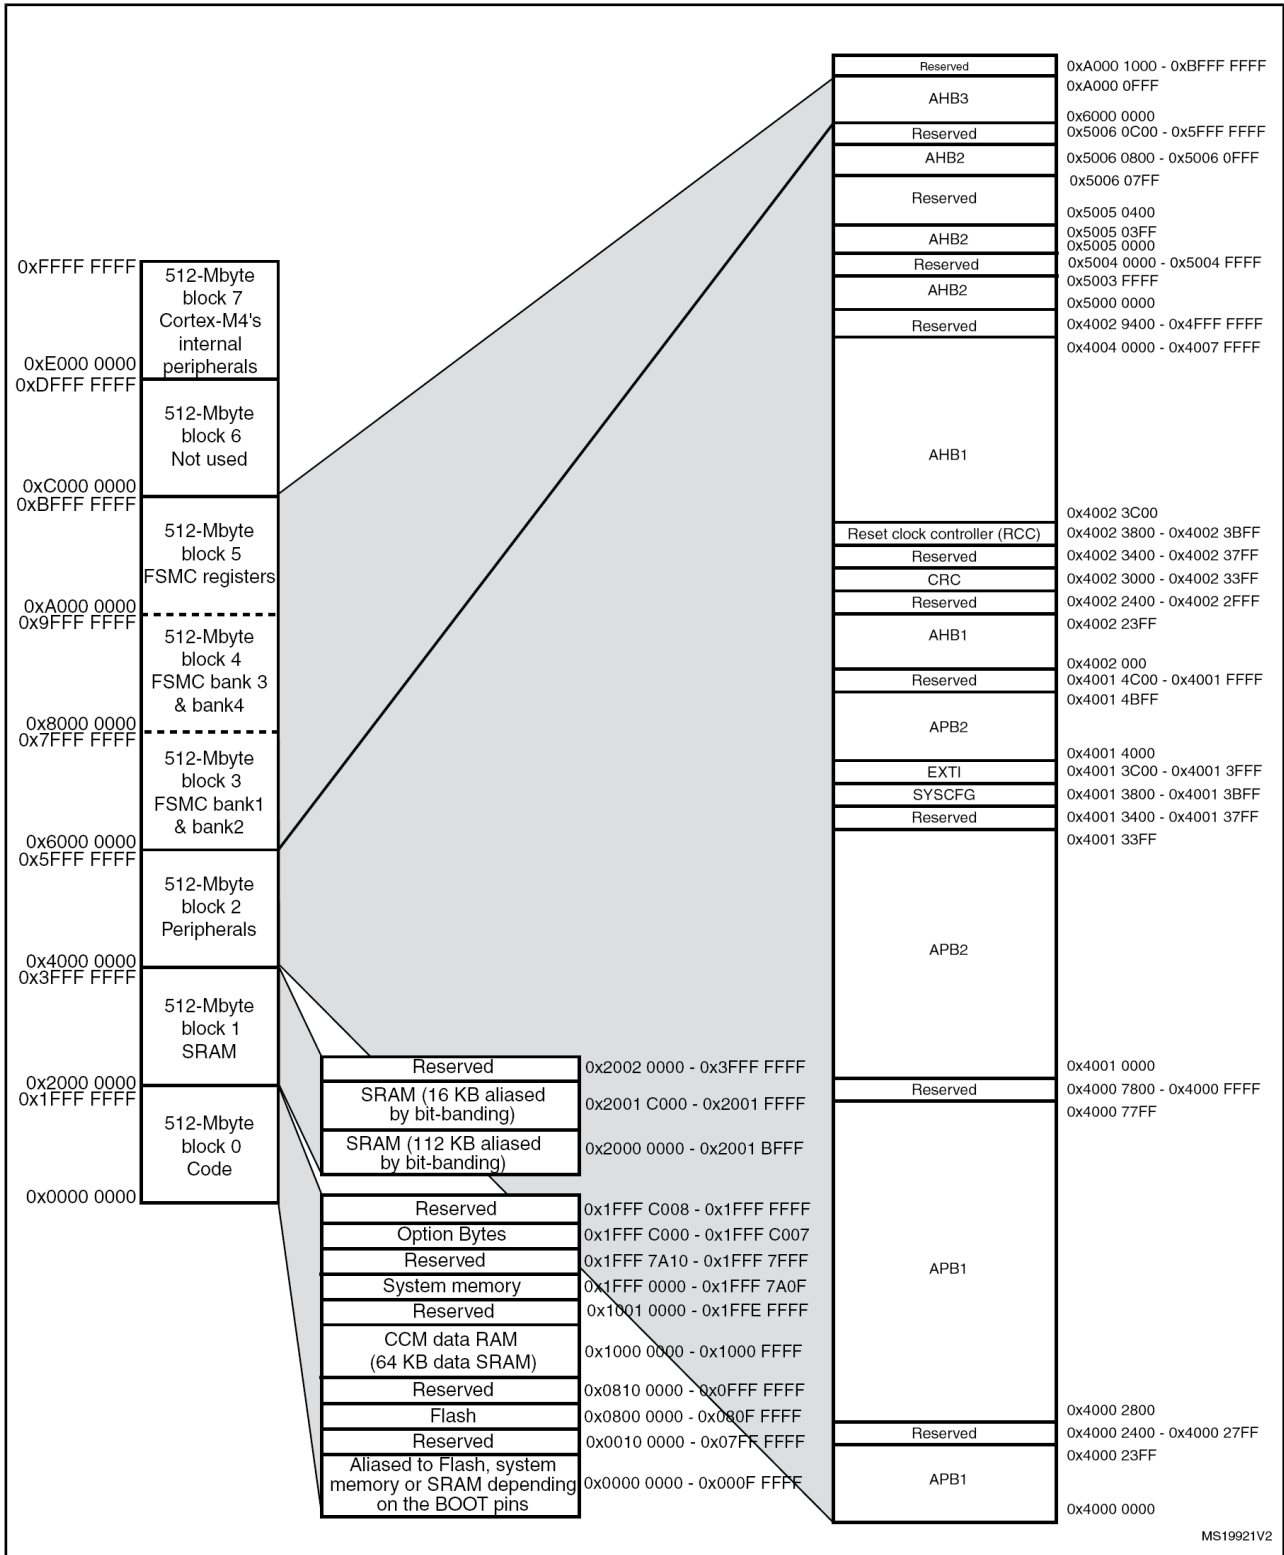 0xFFFF FFFF
512-Mbyte
block 7
Cortex-M4's
internal
peripherals
0xE000 0000
0xDFFF FFFF
512-Mbyte
block 6
Not used
0xC000 0000
0xBFFF FFFF
512-Mbyte
block 5
FSMC registers
0xA000 0000
0x9FFF FFFF
512-Mbyte
block 4
FSMC bank 3
& bank4
0x8000 0000
0x7FFF FFFF
512-Mbyte
block 3
FSMC bank1
& bank2
0x6000 0000
0x5FFF FFFF
512-Mbyte
block 2
Peripherals
0x4000 0000
0x3FFF FFFF
512-Mbyte
block 1
SRAM
0x2000 0000
0x1FFF FFFF
512-Mbyte
block 0
Code
0x0000 0000
Reserved 0x2002 0000 - 0x3FFF FFFF
SRAM (16 KB aliased
by bit-banding)
0x2001 C000 - 0x2001 FFFF
SRAM (112 KB aliased
by bit-banding)
0x2000 0000 - 0x2001 BFFF
Reserved 0x1FFF C008 - 0x1FFF FFFF
Option Bytes 0x1FFF C000 - 0x1FFF C007
Reserved 0x1FFF 7A10 - 0x1FFF 7FFF
System memory 0x1FFF 0000 - 0x1FFF 7A0F
Reserved 0x1001 0000 - 0x1FFE FFFF
CCM data RAM
(64 KB data SRAM)
0x1000 0000 - 0x1000 FFFF
Reserved 0x0810 0000 - 0x0FFF FFFF
Flash 0x0800 0000 - 0x080F FFFF
Reserved 0x0010 0000 - 0x07FF FFFF
Aliased to Flash, system
memory or SRAM depending
on the BOOT pins
0x0000 0000 - 0x000F FFFF
Reserved 0xA000 1000 - 0xBFFF FFFF
0xA000 0FFF
AHB3
0x6000 0000
Reserved 0x5006 0C00 - 0x5FFF FFFF
AHB2 0x5006 0800 - 0x5006 0FFF
0x5006 07FF
Reserved
0x5005 0400
0x5005 03FF
AHB2
0x5005 0000
Reserved 0x5004 0000 - 0x5004 FFFF
0x5003 FFFF
AHB2
0x5000 0000
Reserved 0x4002 9400 - 0x4FFF FFFF
0x4004 0000 - 0x4007 FFFF
AHB1
0x4002 3C00
Reset clock controller (RCC) 0x4002 3800 - 0x4002 3BFF
Reserved 0x4002 3400 - 0x4002 37FF
CRC 0x4002 3000 - 0x4002 33FF
Reserved 0x4002 2400 - 0x4002 2FFF
0x4002 23FF
AHB1
0x4002 000
Reserved 0x4001 4C00 - 0x4001 FFFF
0x4001 4BFF
APB2
0x4001 4000
EXTI 0x4001 3C00 - 0x4001 3FFF
SYSCFG 0x4001 3800 - 0x4001 3BFF
Reserved 0x4001 3400 - 0x4001 37FF
0x4001 33FF
APB2
0x4001 0000
Reserved 0x4000 7800 - 0x4000 FFFF
0x4000 77FF
APB1
0x4000 2800
Reserved 0x4000 2400 - 0x4000 27FF
0x4000 23FF
APB1
0x4000 0000
MS19921V2